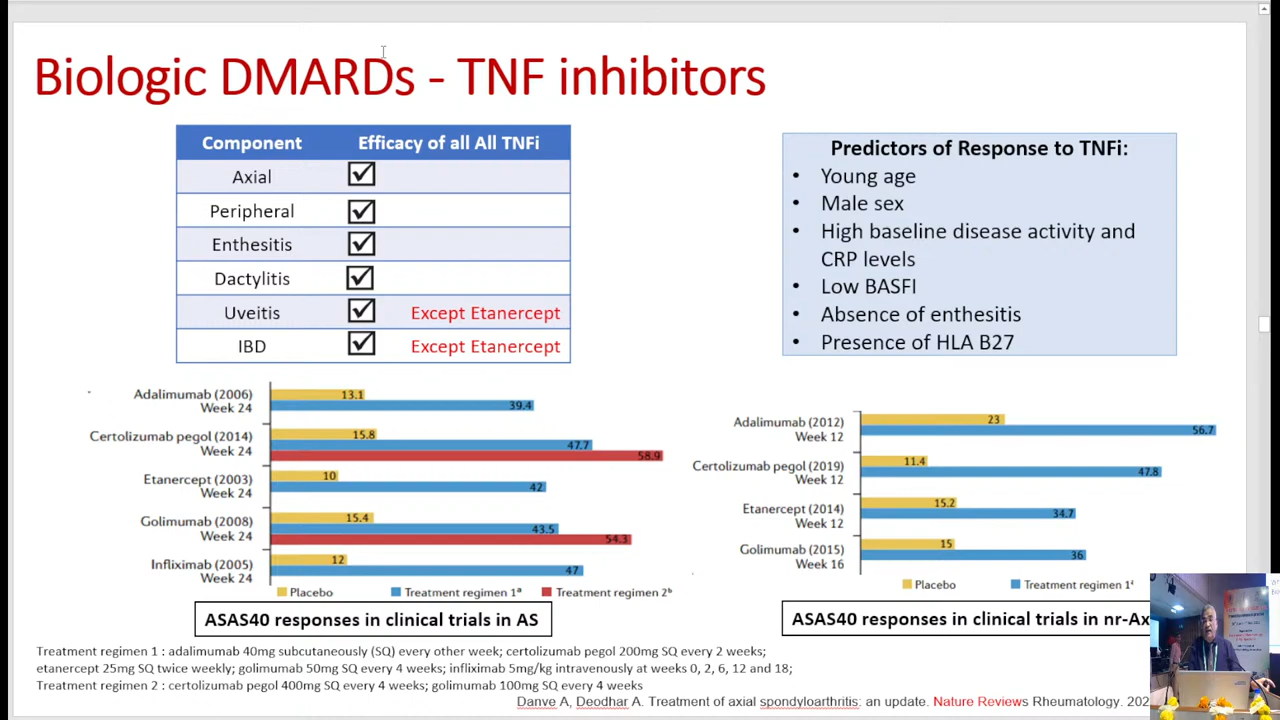 Biologic DMARDs - TNF inhibitors
Component Efficacy of all All TNFi
Axial
Peripheral
Enthesitis
Dactylitis
Uveitis Except Etanercept
IBD Except Etanercept
Predictors of Response to TNFi:
• Young age
• Male sex
• High baseline disease activity and
CRP levels
• Low BASFI
• Absence of enthesitis
• Presence of HLA B27
Adalimumab (2006)
Week 24
13.1
39.4
Certolizumab pegol (2014)
Week 24
15.8
47.7
58.9
Etanercept (2003)
Week 24
10
42
Golimumab (2008)
Week 24
15.4
43.5
54.3
Infliximab (2005)
Week 24
12
47
Placebo Treatment regimen 1ª Treatment regimen 2ᵇ
ASAS40 responses in clinical trials in AS
Adalimumab (2012)
Week 12
23
56.7
Certolizumab pegol (2019)
Week 12
11.4
47.8
Etanercept (2014)
Week 12
15.2
34.7
Golimumab (2015)
Week 16
15
36
Placebo Treatment regimen 1
ASAS40 responses in clinical trials in nr-Ax
Treatment regimen 1 : adalimumab 40mg subcutaneously (SQ) every other week; certolizumab pegol 200mg SQ every 2 weeks;
etanercept 25mg SQ twice weekly; golimumab 50mg SQ every 4 weeks; infliximab 5mg/kg intravenously at weeks 0, 2, 6, 12 and 18;
Treatment regimen 2 : certolizumab pegol 400mg SQ every 4 weeks; golimumab 100mg SQ every 4 weeks
Danve A, Deodhar A. Treatment of axial spondyloarthritis: an update. Nature Reviews Rheumatology. 202